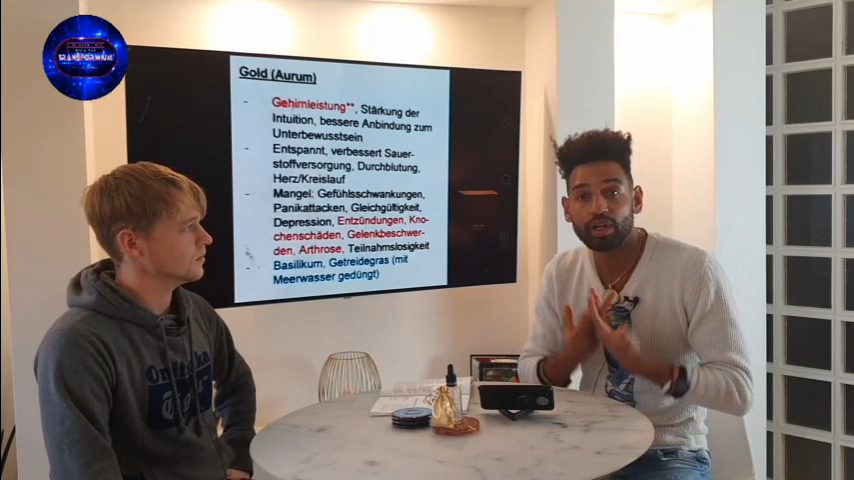 TRANSFORMIUM
Gold (Aurum)
- Gehirnleistung**, Stärkung der
Intuition, bessere Anbindung zum
Unterbewusstsein
- Entspannt, verbessert Sauer-
stoffversorgung, Durchblutung,
Herz/Kreislauf
- Mangel: Gefühlsschwankungen,
Panikattacken, Gleichgültigkeit,
Depression, Entzündungen, Kno-
chenschäden, Gelenkbeschwer-
den, Arthrose, Teilnahmslosigkeit
Basilikum, Getreidegras (mit
Meerwasser gedüngt)